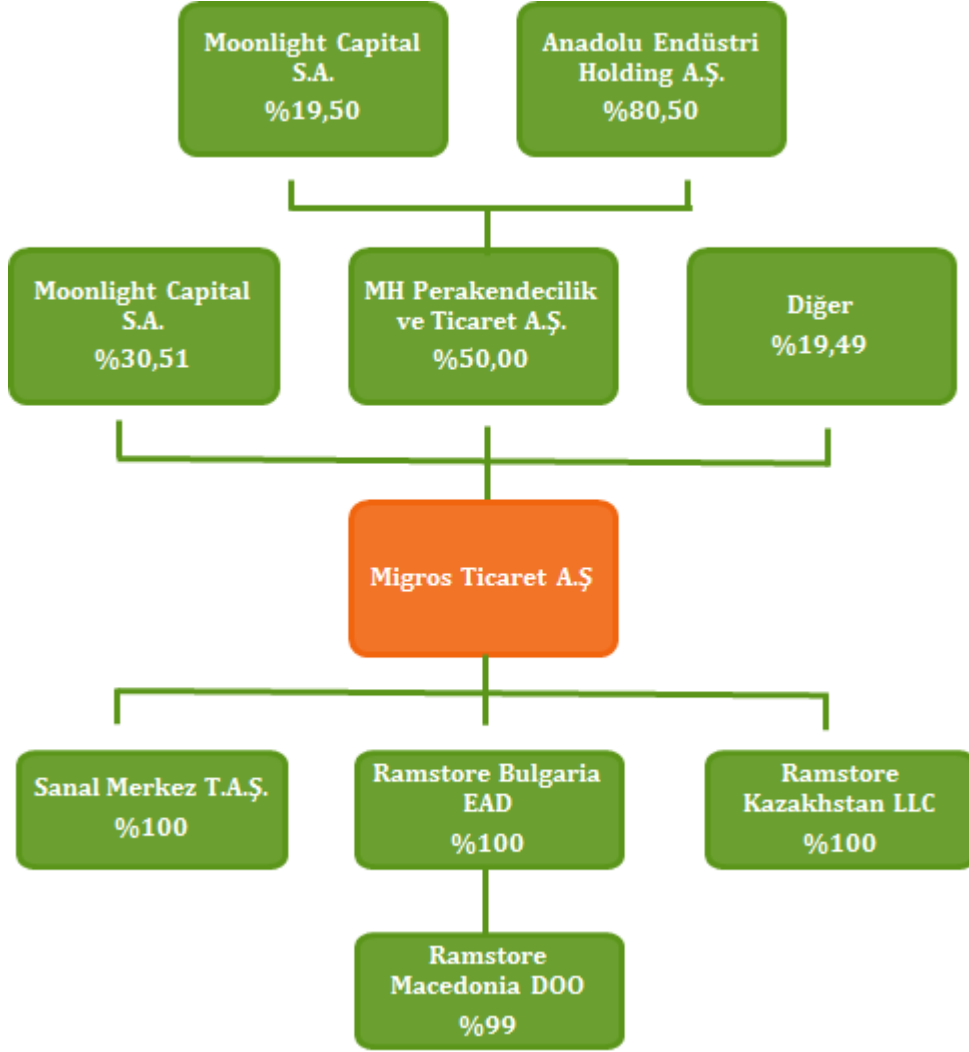 Moonlight Capital
S.A.
%19,50
Anadolu Endüstri
Holding A.Ş.
%80,50
Moonlight Capital
S.A.
%30,51
MH Perakendecilik
ve Ticaret A.Ş.
%50,00
Diğer
%19,49
Migros Ticaret A.Ş
Sanal Merkez T.A.Ş.
%100
Ramstore Bulgaria
EAD
%100
Ramstore
Kazakhstan LLC
%100
Ramstore
Macedonia DOO
%99